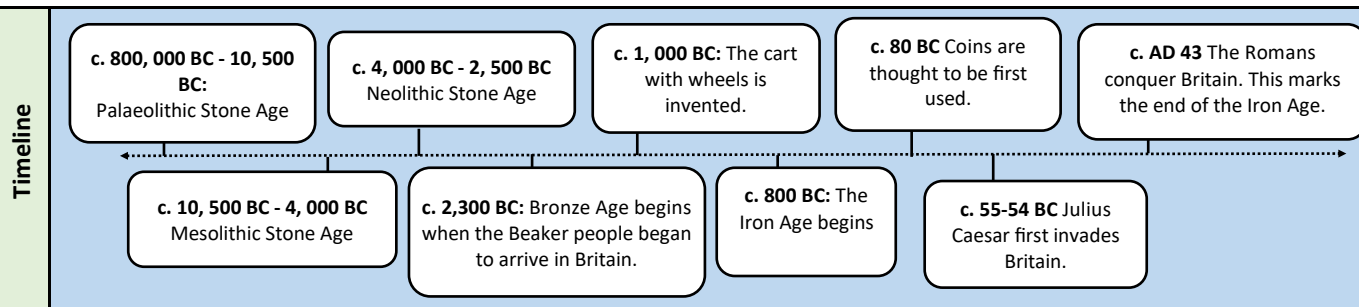 Timeline
c. 800, 000 BC - 10, 500
BC:
Palaeolithic Stone Age
c. 10, 500 BC - 4, 000 BC
Mesolithic Stone Age
c. 4, 000 BC - 2, 500 BC
Neolithic Stone Age
c. 2,300 BC: Bronze Age begins
when the Beaker people began
to arrive in Britain.
c. 1, 000 BC: The cart
with wheels is
invented.
c. 800 BC: The
Iron Age begins
c. 80 BC Coins are
thought to be first
used.
c. 55-54 BC Julius
Caesar first invades
Britain.
c. AD 43 The Romans
conquer Britain. This marks
the end of the Iron Age.